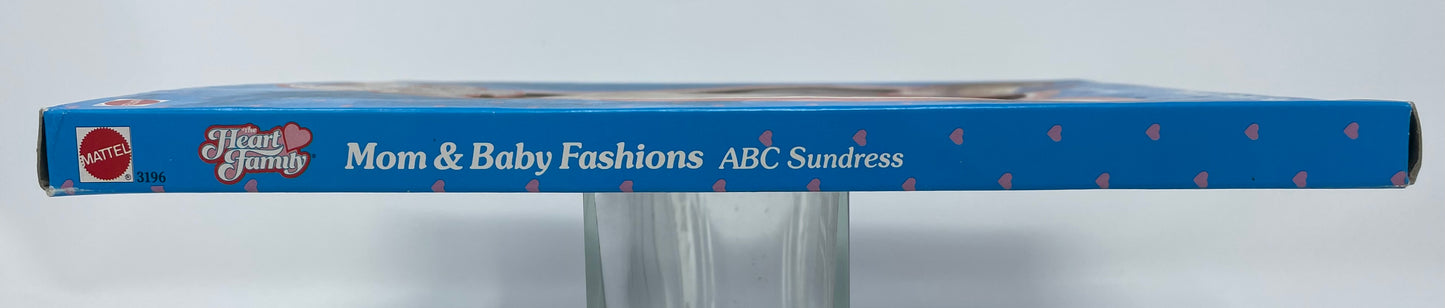 MATTEL
® 3196
The
Heart
Family®
Mom & Baby Fashions ABC Sundress